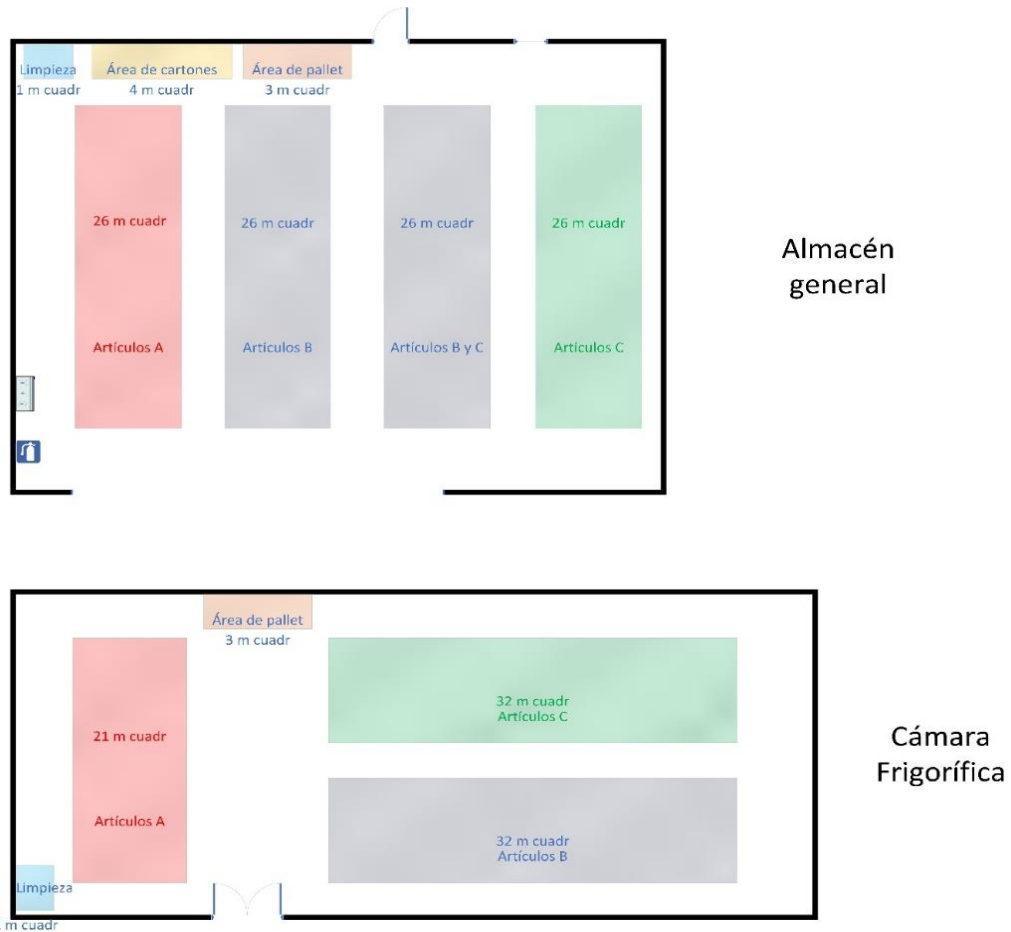 Limpieza
1 m cuadr
Área de cartones
4 m cuadr
Área de pallet
3 m cuadr
26 m cuadr
26 m cuadr
26 m cuadr
26 m cuadr
Artículos A
Artículos B
Artículos B y C
Artículos C
Almacén
general
Área de pallet
3 m cuadr
21 m cuadr
Artículos A
32 m cuadr
Artículos C
32 m cuadr
Artículos B
Limpieza
m cuadr
Cámara
Frigorífica